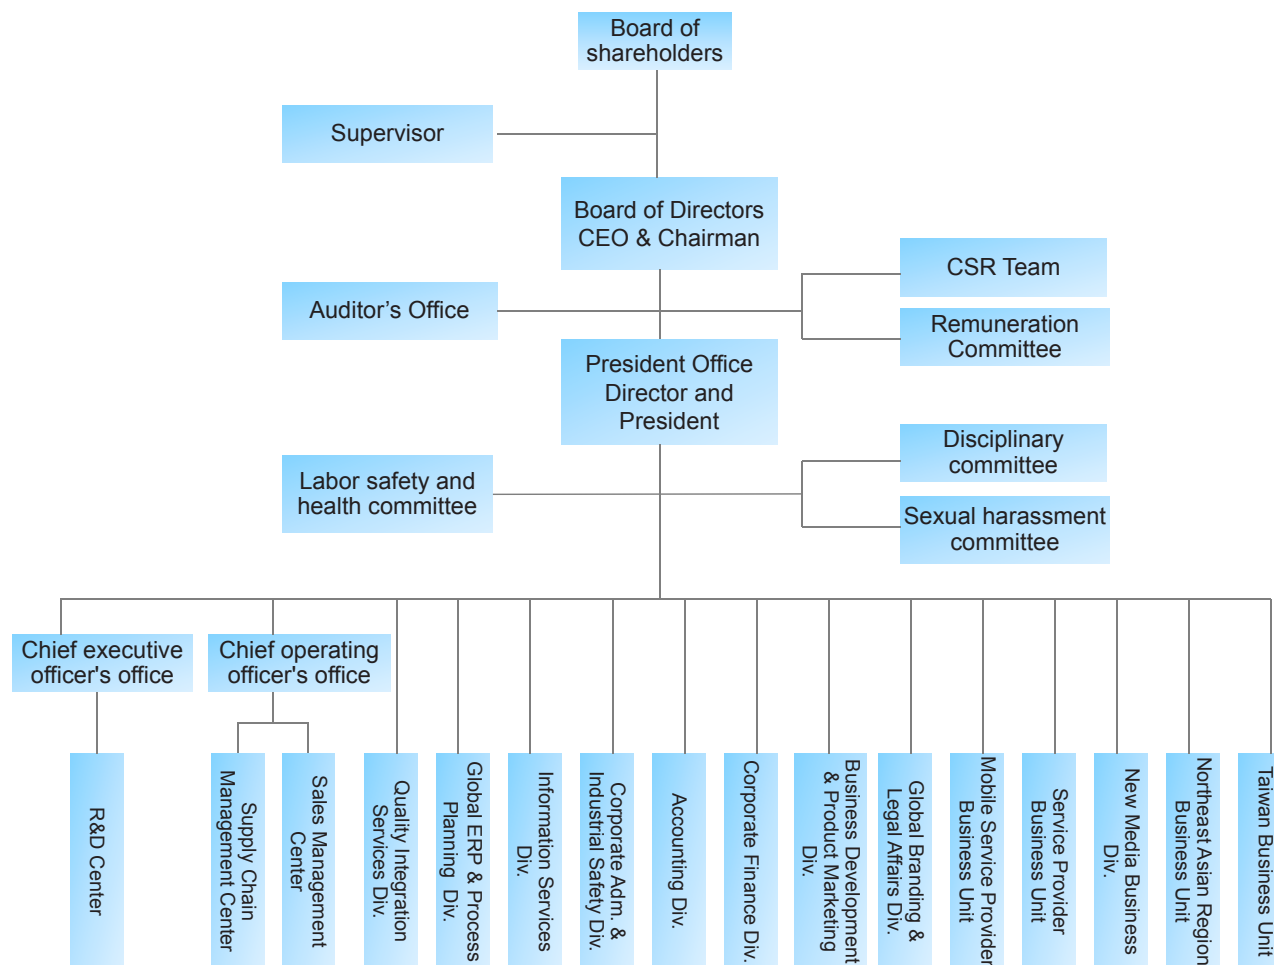 Board of
shareholders
Supervisor
Board of Directors
CEO & Chairman
CSR Team
Auditor’s Office
Remuneration
Committee
President Office
Director and
President
Disciplinary
committee
Labor safety and
health committee
Sexual harassment
committee
Chief executive
officer's office
Chief operating
officer's office
R&D Center
Supply Chain
Management Center
Sales Management
Center
Quality Integration
Services Div.
Global ERP & Process
Planning Div.
Information Services
Div.
Corporate Adm. &
Industrial Safety Div.
Accounting Div.
Corporate Finance Div.
Business Development
& Product Marketing
Div.
Global Branding &
Legal Affairs Div.
Mobile Service Provider
Business Unit
Service Provider
Business Unit
New Media Business
Div.
Northeast Asian Region
Business Unit
Taiwan Business Unit